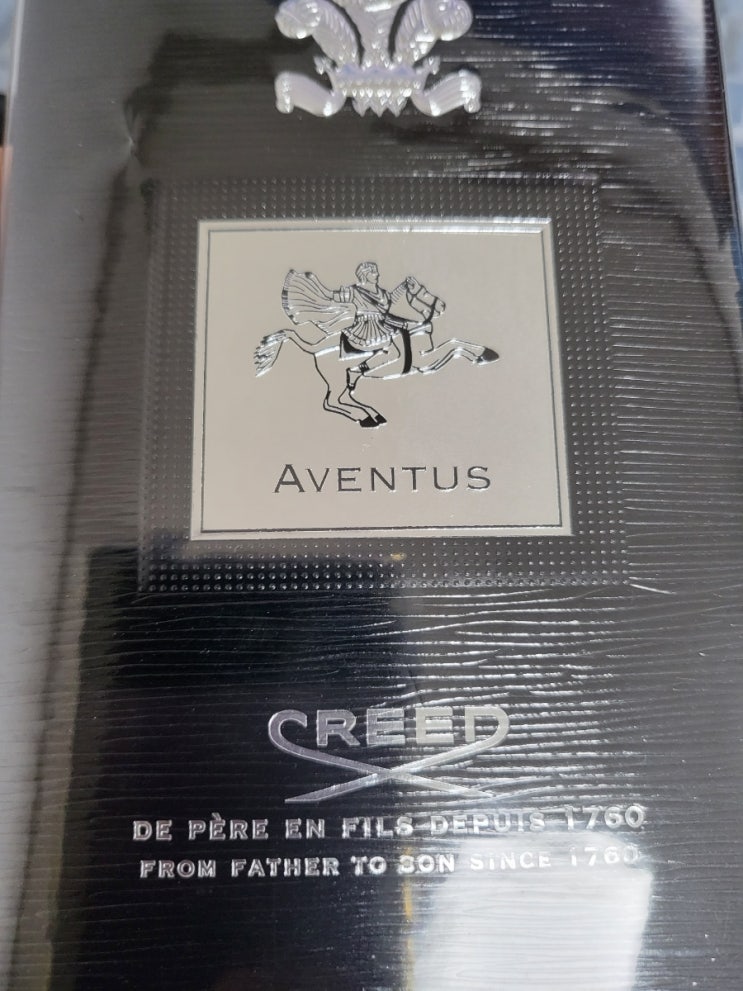 AVENTUS
CREED
DE PÈRE EN FILS DEPUIS 1760
FROM FATHER TO SON SINCE 1760